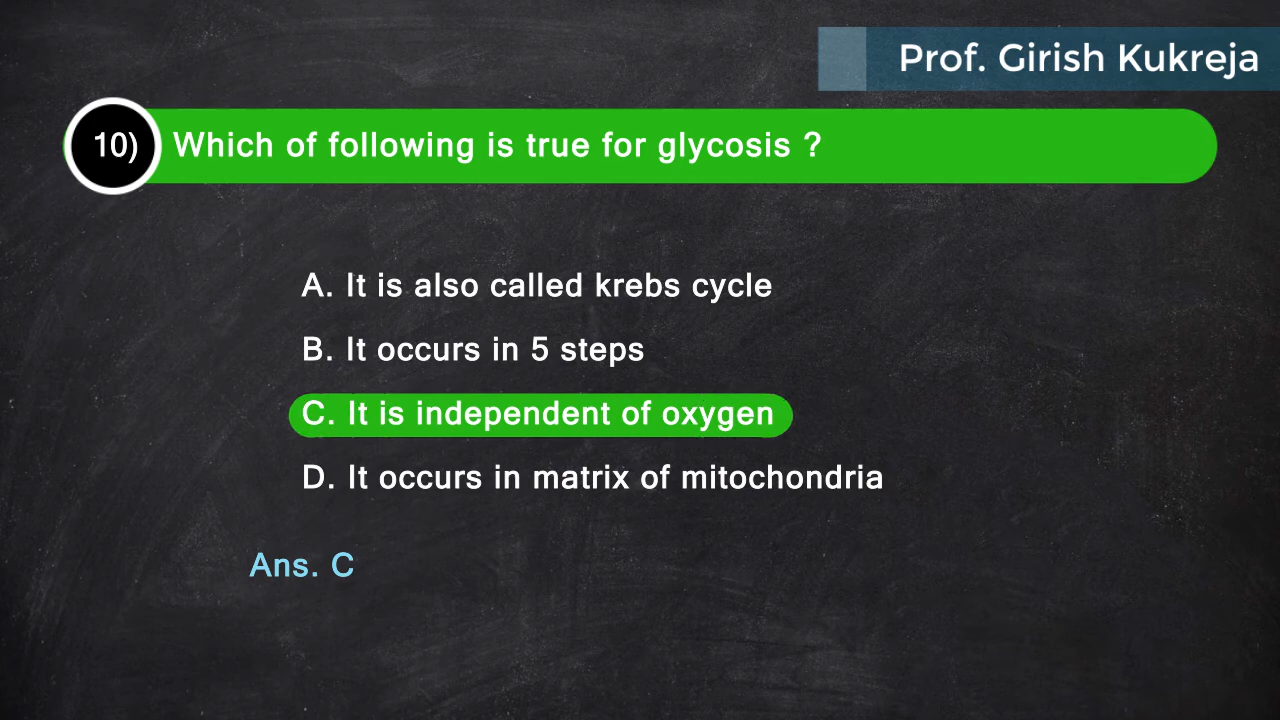 Prof. Girish Kukreja
10) Which of following is true for glycosis ?
A. It is also called krebs cycle
B. It occurs in 5 steps
C. It is independent of oxygen
D. It occurs in matrix of mitochondria
Ans. C